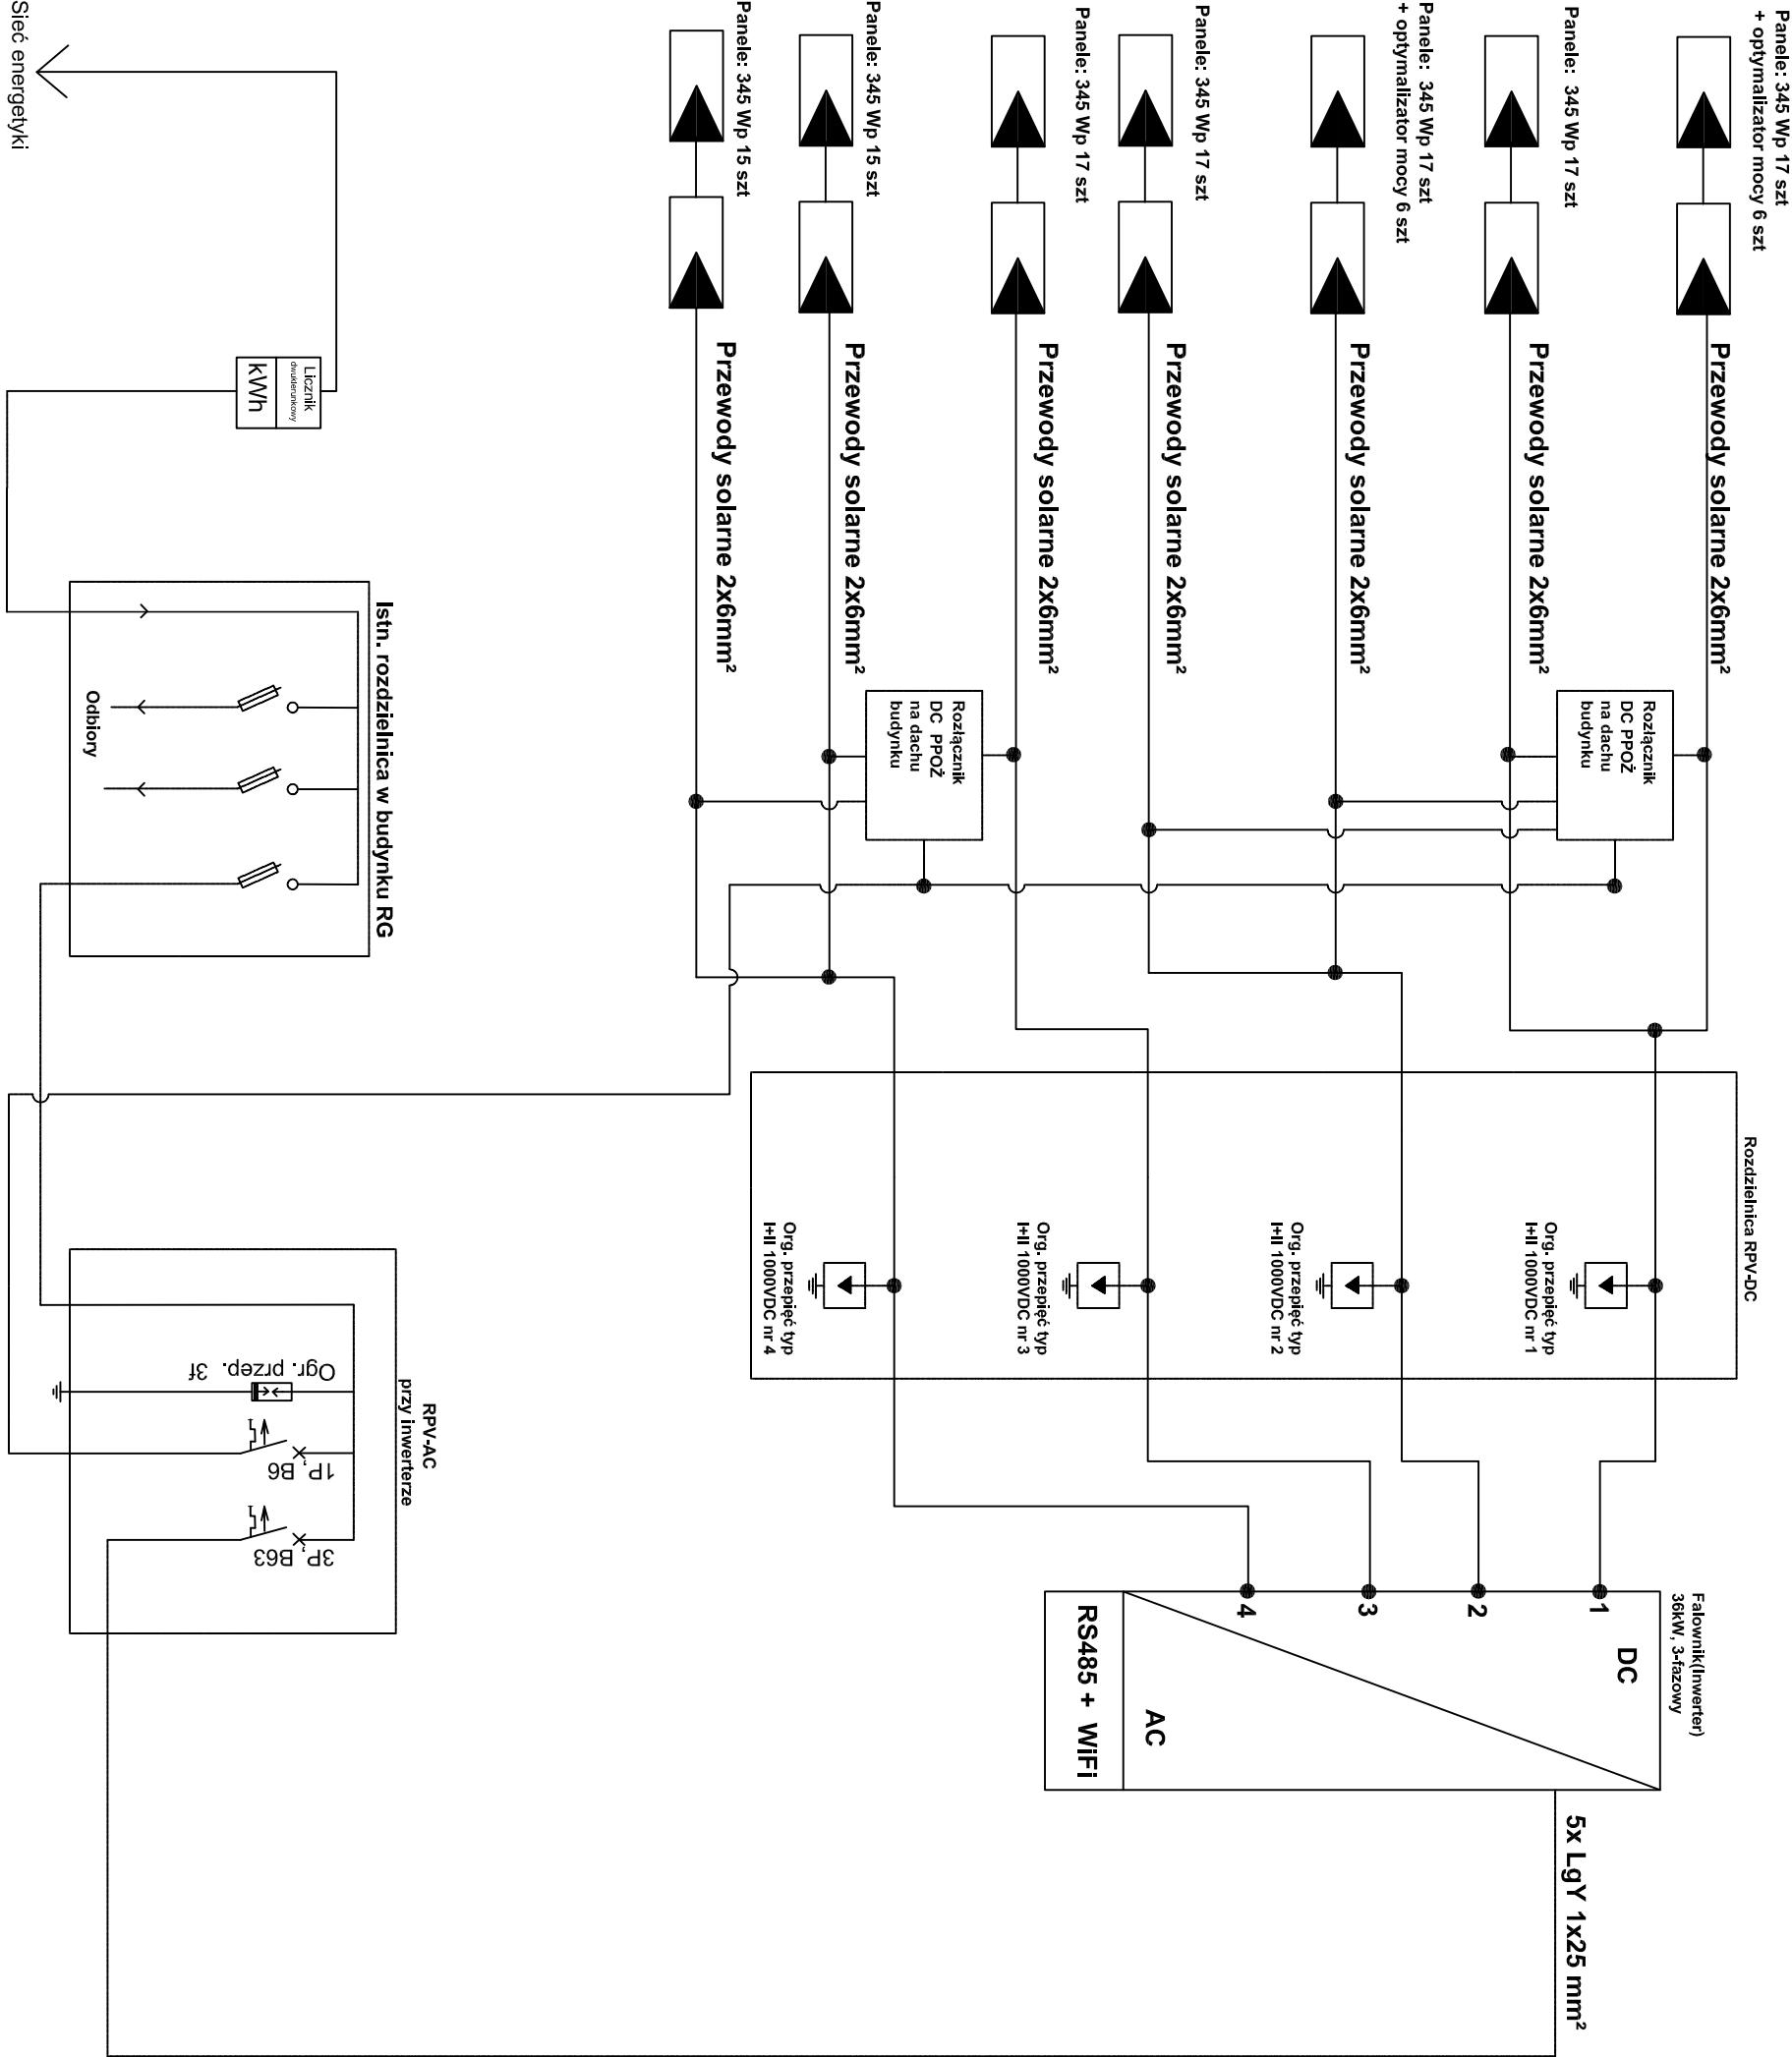 Panele: 345 Wp 17 szt
+ optymalizator mocy 6 szt
Panele: 345 Wp 17 szt
Panele: 345 Wp 17 szt
+ optymalizator mocy 6 szt
Panele: 345 Wp 17 szt
Panele: 345 Wp 17 szt
Panele: 345 Wp 15 szt
Panele: 345 Wp 15 szt
Przewody solarne 2x6mm²
Przewody solarne 2x6mm²
Przewody solarne 2x6mm²
Przewody solarne 2x6mm²
Przewody solarne 2x6mm²
Przewody solarne 2x6mm²
Przewody solarne 2x6mm²
Rozłącznik
DC PPOŻ
na dachu
budynku
Rozłącznik
DC PPOŻ
na dachu
budynku
Rozdzielnica RPV-DC
Org. przepięć typ
I+II 1000VDC nr 1
Org. przepięć typ
I+II 1000VDC nr 2
Org. przepięć typ
I+II 1000VDC nr 3
Org. przepięć typ
I+II 1000VDC nr 4
Falownik(Inwerter)
36kW, 3-fazowy
1
2
3
4
DC
AC
RS485 + WiFi
5x LgY 1x25 mm²
Sieć energetyki
Licznik
dwukierunkowy
kWh
Istn. rozdzielnica w budynku RG
Odbiory
RPV-AC
przy inwerterze
Ogr. przep. 3f
1P, B6
3P, B63